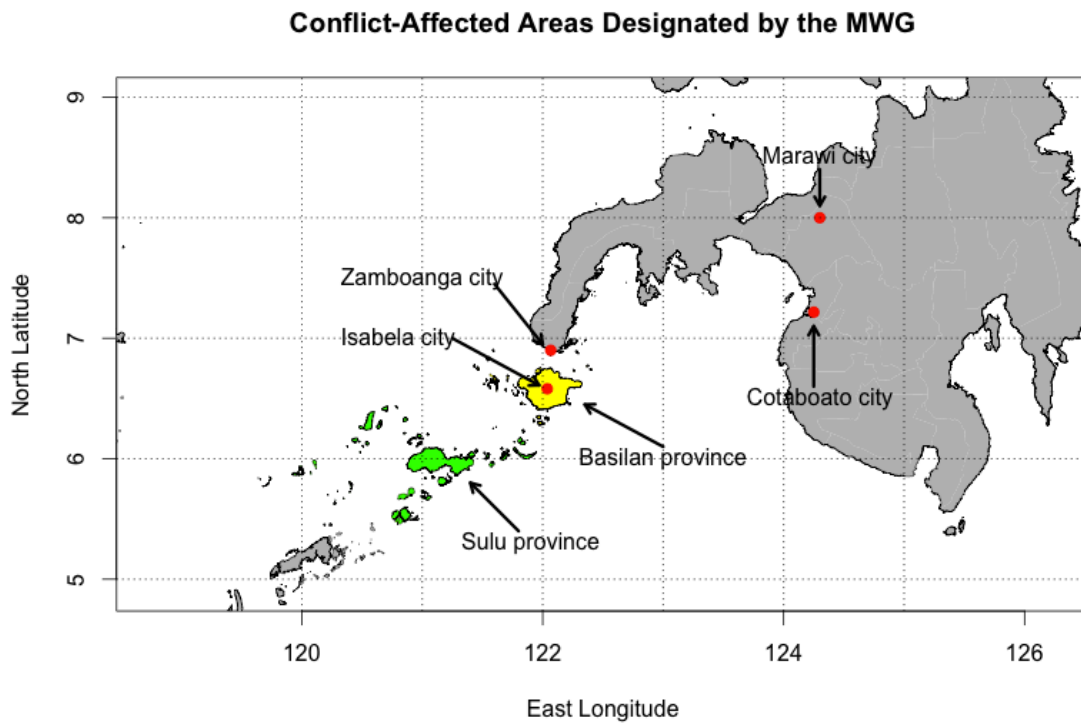 Conflict-Affected Areas Designated by the MWG
9
Marawi city
8
Zamboanga city
7
Isabela city
Cotaboato city
Basilan province
6
Sulu province
5
North Latitude
120
122
124
126
East Longitude